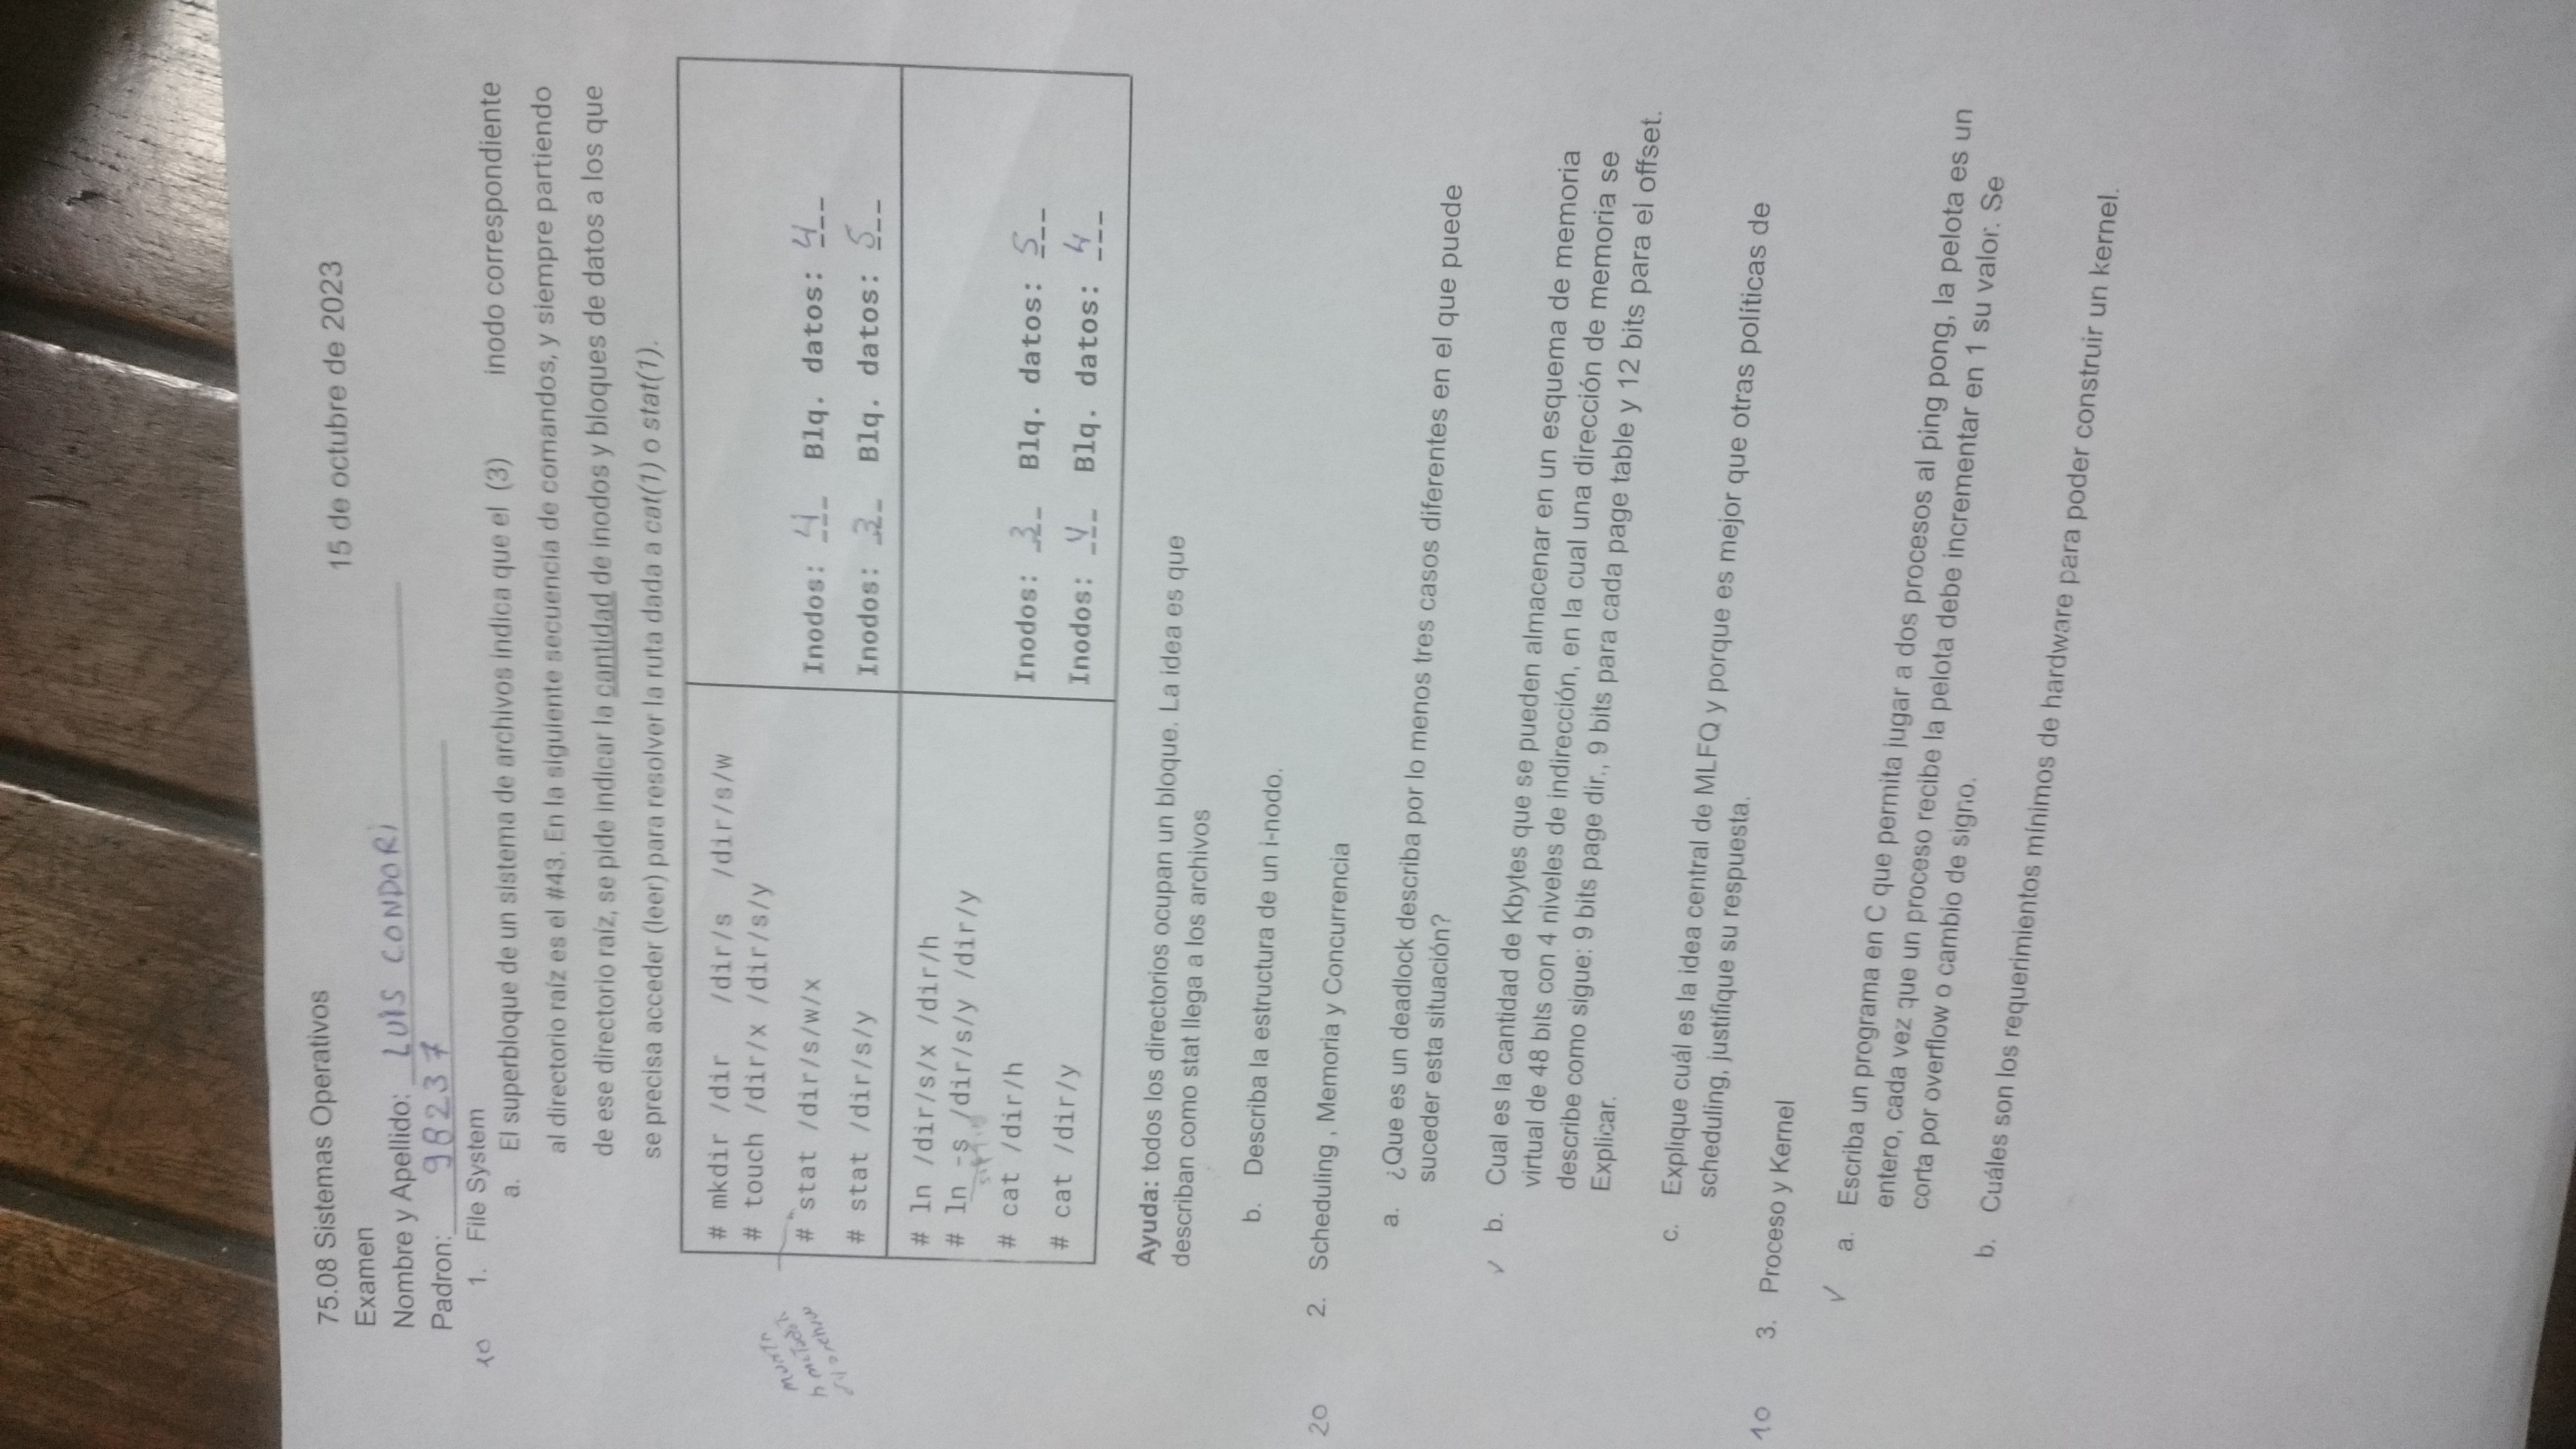 75.08 Sistemas Operativos
15 de octubre de 2023
Examen
Nombre y Apellido: LUIS CONDORI
Padron: 98237
10 1. File System
a. El superbloque de un sistema de archivos indica que el (3) inodo correspondiente
al directorio raíz es el #43. En la siguiente secuencia de comandos, y siempre partiendo
de ese directorio raíz, se pide indicar la cantidad de inodos y bloques de datos a los que
se precisa acceder (leer) para resolver la ruta dada a cat(1) o stat(1).
# mkdir /dir /dir/s /dir/s/w
# touch /dir/x /dir/s/y
# stat /dir/s/w/x Inodos: 4 Blq. datos: 4
# stat /dir/s/y Inodos: 3 Blq. datos: 5
# ln /dir/s/x /dir/h
# ln -s /dir/s/y /dir/y
# cat /dir/h Inodos: 3 Blq. datos: 5
# cat /dir/y Inodos: 4 Blq. datos: 4
Ayuda: todos los directorios ocupan un bloque. La idea es que
describan como stat llega a los archivos
b. Describa la estructura de un i-nodo.
20 2. Scheduling , Memoria y Concurrencia
a. ¿Que es un deadlock describa por lo menos tres casos diferentes en el que puede
suceder esta situación?
✓ b. Cual es la cantidad de Kbytes que se pueden almacenar en un esquema de memoria
virtual de 48 bits con 4 niveles de indirección, en la cual una dirección de memoria se
describe como sigue: 9 bits page dir., 9 bits para cada page table y 12 bits para el offset.
Explicar.
c. Explique cuál es la idea central de MLFQ y porque es mejor que otras políticas de
scheduling, justifique su respuesta.
10 3. Proceso y Kernel
✓ a. Escriba un programa en C que permita jugar a dos procesos al ping pong, la pelota es un
entero, cada vez que un proceso recibe la pelota debe incrementar en 1 su valor. Se
corta por overflow o cambio de signo.
b. Cuáles son los requerimientos mínimos de hardware para poder construir un kernel.